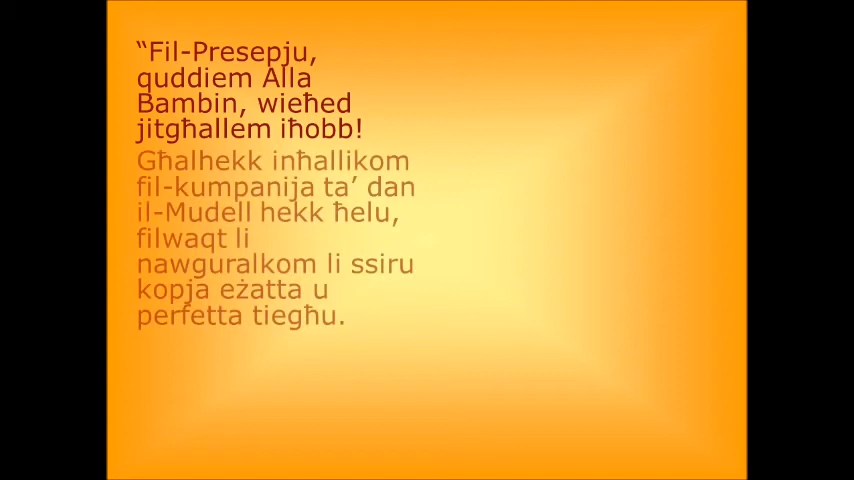 “Fil-Presepju,
quddiem Alla
Bambin, wieħed
jitgħallem iħobb!
Għalhekk inħallikom
fil-kumpanija ta’ dan
il-Mudell hekk ħelu,
filwaqt li
nawguralkom li ssiru
kopja eżatta u
perfetta tiegħu.